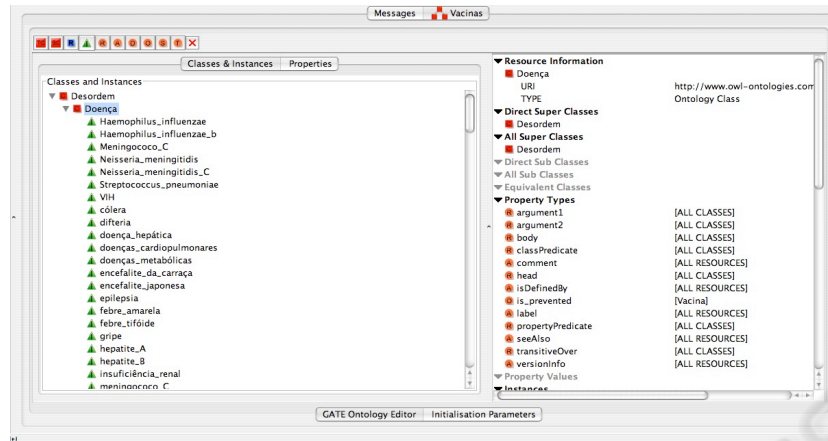 Messages Vacinas
R R A O O S T
Classes & Instances Properties
Classes and Instances
Desordem
Doença
Haemophilus_influenzae
Haemophilus_influenzae_b
Meningococo_C
Neisseria_meningitidis
Neisseria_meningitidis_C
Streptococcus_pneumoniae
VIH
cólera
difteria
doença_hepática
doenças_cardiopulmonares
doenças_metabólicas
encefalite_da_carraça
encefalite_japonesa
epilepsia
febre_amarela
febre_tifóide
gripe
hepatite_A
hepatite_B
insuficiência_renal
meningococo_C
Resource Information
Doença
URI http://www.owl-ontologies.com
TYPE Ontology Class
Direct Super Classes
Desordem
All Super Classes
Desordem
Direct Sub Classes
All Sub Classes
Equivalent Classes
Property Types
R argument1 [ALL CLASSES]
R argument2 [ALL CLASSES]
R body [ALL CLASSES]
R classPredicate [ALL CLASSES]
A comment [ALL RESOURCES]
R head [ALL CLASSES]
A isDefinedBy [ALL RESOURCES]
O is_prevented [Vacina]
A label [ALL RESOURCES]
R propertyPredicate [ALL CLASSES]
A seeAlso [ALL RESOURCES]
R transitiveOver [ALL CLASSES]
A versionInfo [ALL RESOURCES]
Property Values
Instances
GATE Ontology Editor Initialisation Parameters